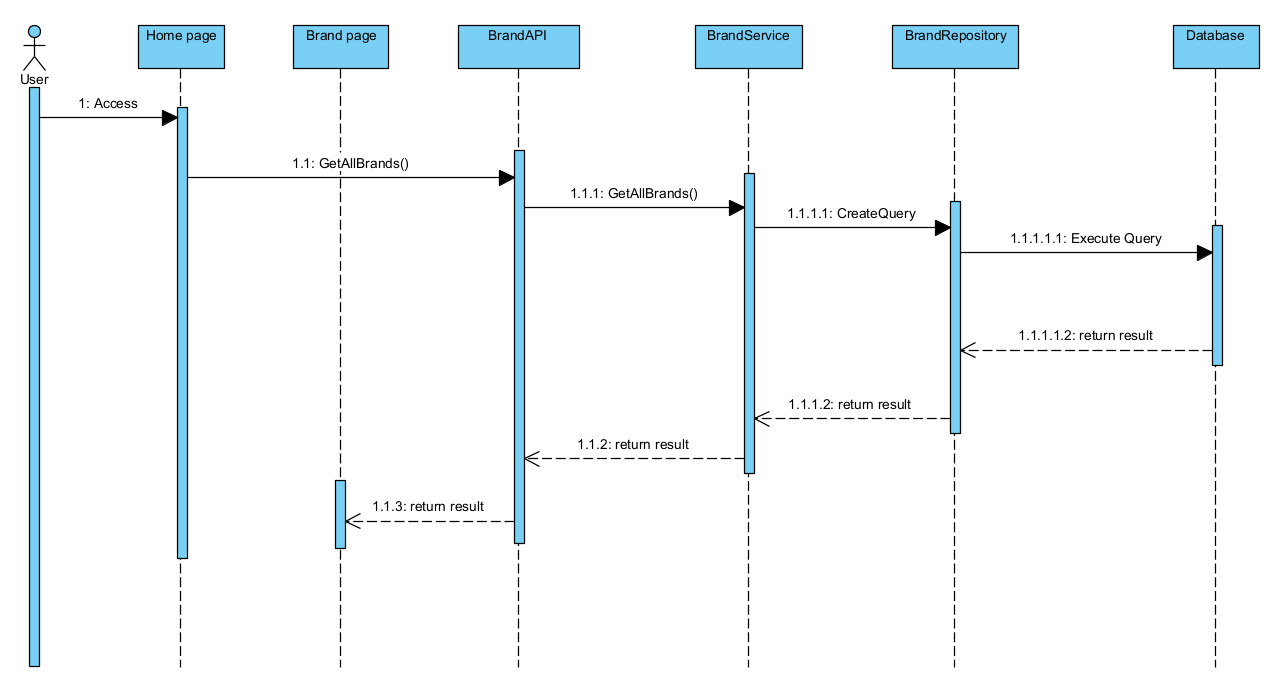 Home page
Brand page
BrandAPI
BrandService
BrandRepository
Database
User
1: Access
1.1: GetAllBrands()
1.1.1: GetAllBrands()
1.1.1.1: CreateQuery
1.1.1.1.1: Execute Query
1.1.1.1.2: return result
1.1.1.2: return result
1.1.2: return result
1.1.3: return result